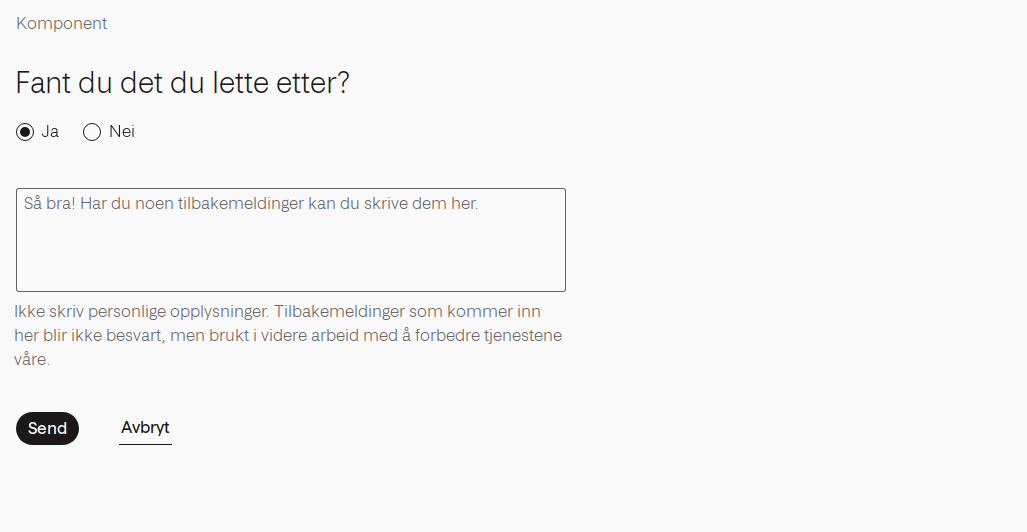 Komponent
Fant du det du lette etter?
Ja Nei
Så bra! Har du noen tilbakemeldinger kan du skrive dem her.
Ikke skriv personlige opplysninger. Tilbakemeldinger som kommer inn
her blir ikke besvart, men brukt i videre arbeid med å forbedre tjenestene
våre.
Send Avbryt